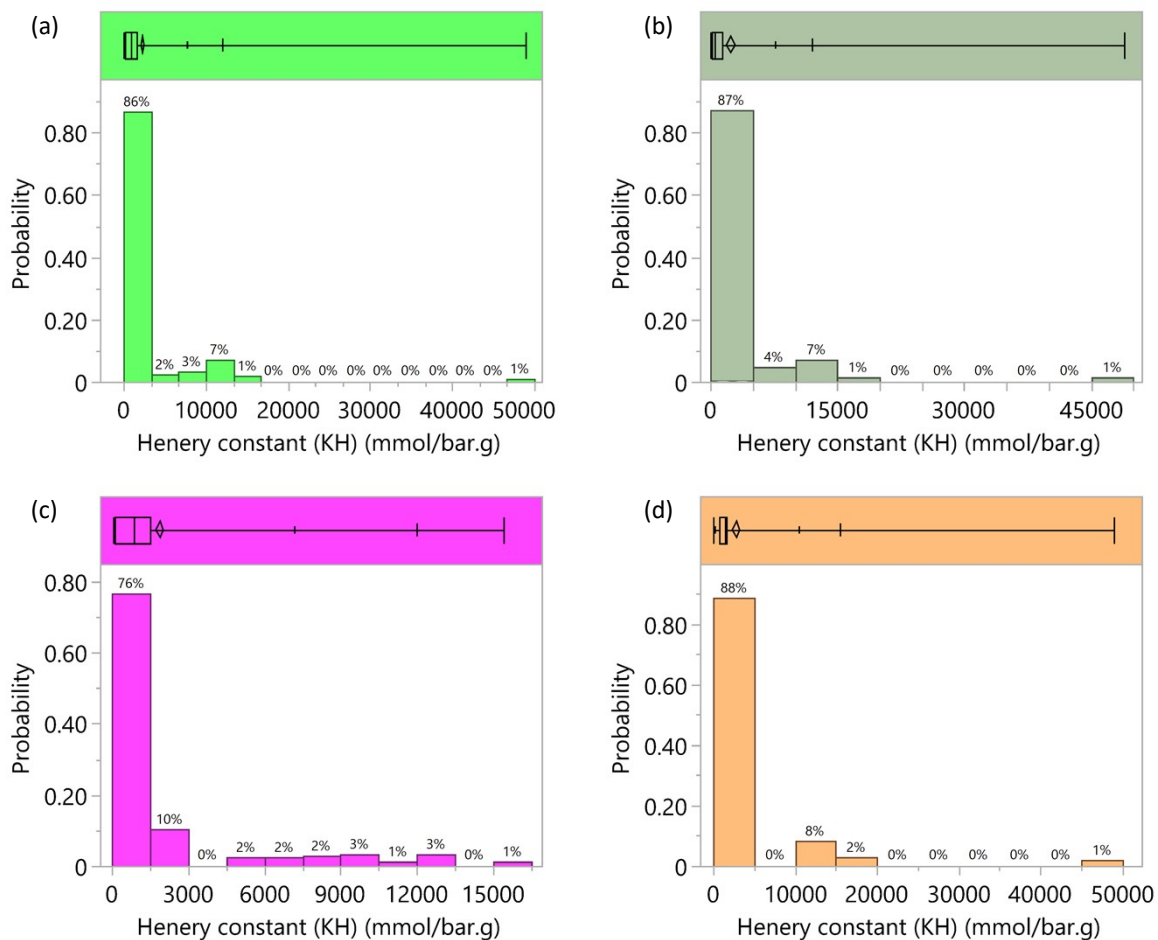 (a)
86%
2% 3% 7% 1% 0% 0% 0% 0% 0% 0% 0% 0% 0% 1%
0.80
0.60
0.40
0.20
0
Probability
0 10000 20000 30000 40000 50000
Henery constant (KH) (mmol/bar.g)
(b)
87%
4% 7% 1% 0% 0% 0% 0% 0% 1%
0.80
0.60
0.40
0.20
0
Probability
0 15000 30000 45000
Henery constant (KH) (mmol/bar.g)
(c)
76%
10% 0% 2% 2% 2% 3% 1% 3% 0% 1%
0.80
0.60
0.40
0.20
0
Probability
0 3000 6000 9000 12000 15000
Henery constant (KH) (mmol/bar.g)
(d)
88%
0% 8% 2% 0% 0% 0% 0% 0% 1%
0.80
0.60
0.40
0.20
0
Probability
0 10000 20000 30000 40000 50000
Henery constant (KH) (mmol/bar.g)